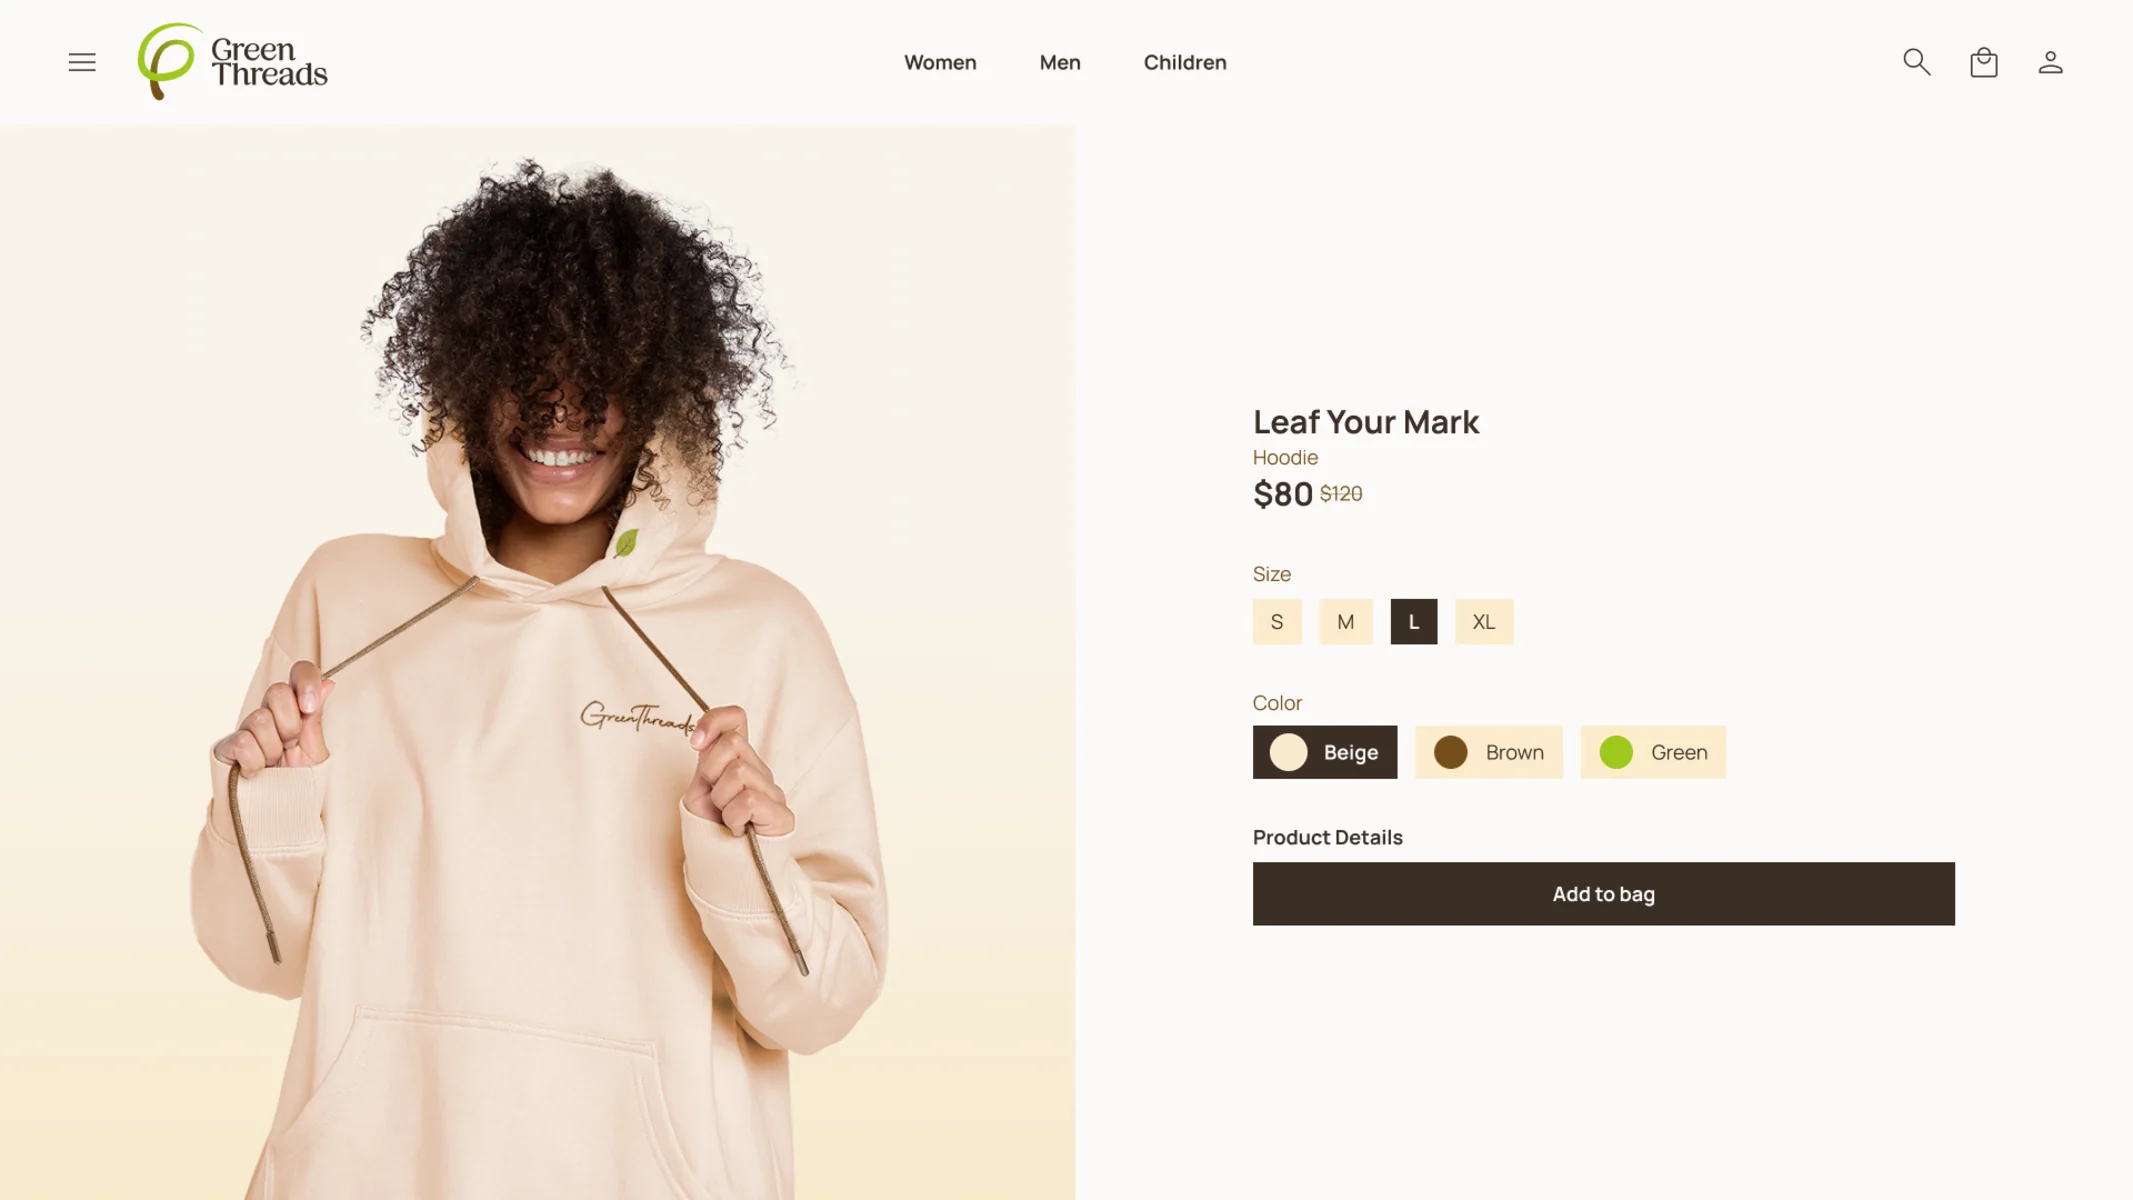 Green
Threads
Women
Men
Children
GreenThreads
Leaf Your Mark
Hoodie
$80 $120
Size
S
M
L
XL
Color
Beige
Brown
Green
Product Details
Add to bag